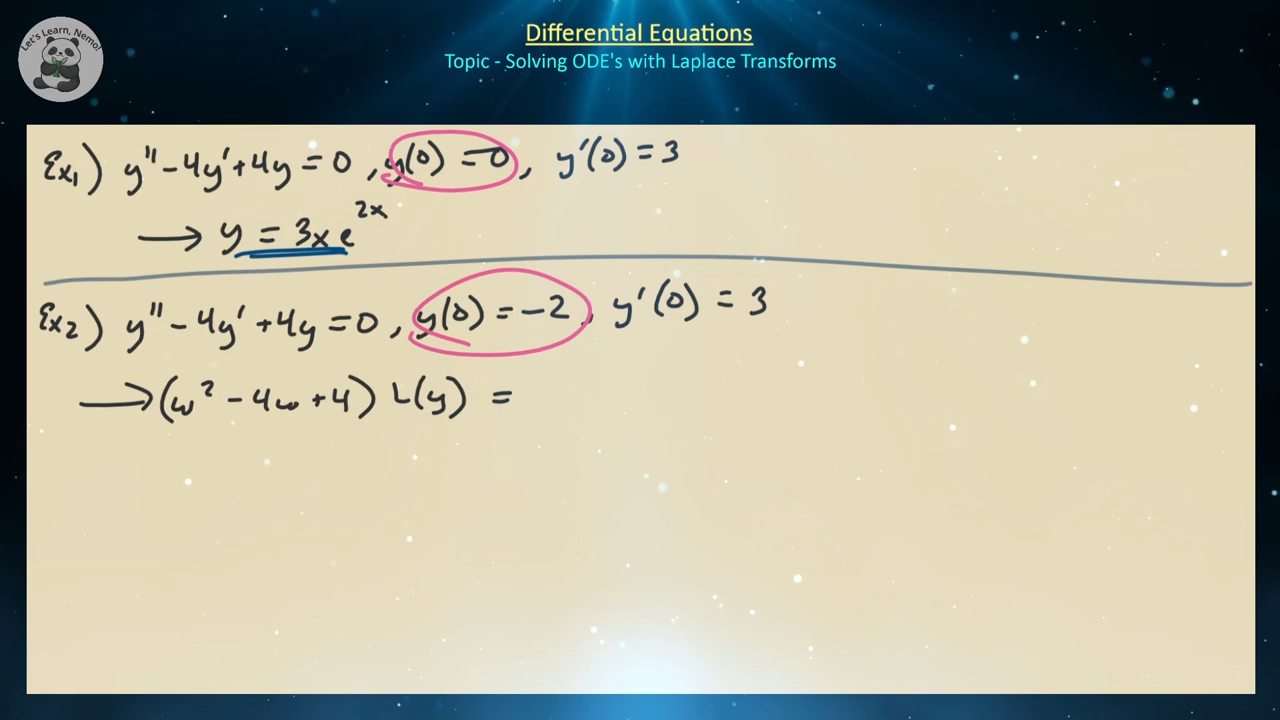 Let's Learn, Nemo!
Differential Equations
Topic - Solving ODE's with Laplace Transforms
Ex₁) y'' - 4y' + 4y = 0, y(0) = 0, y'(0) = 3
→ y = 3xe^{2x}
Ex₂) y'' - 4y' + 4y = 0, y(0) = -2, y'(0) = 3
→ (w² - 4w + 4) L(y) =